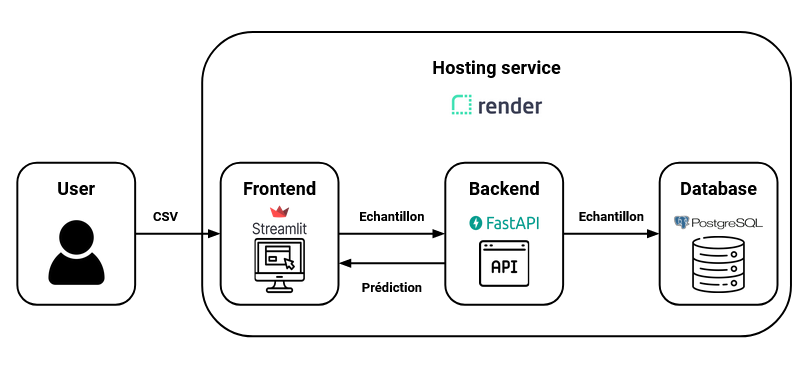 Hosting service
render
User
CSV
Frontend
Streamlit
Echantillon
Prédiction
Backend
FastAPI
API
Echantillon
Database
PostgreSQL